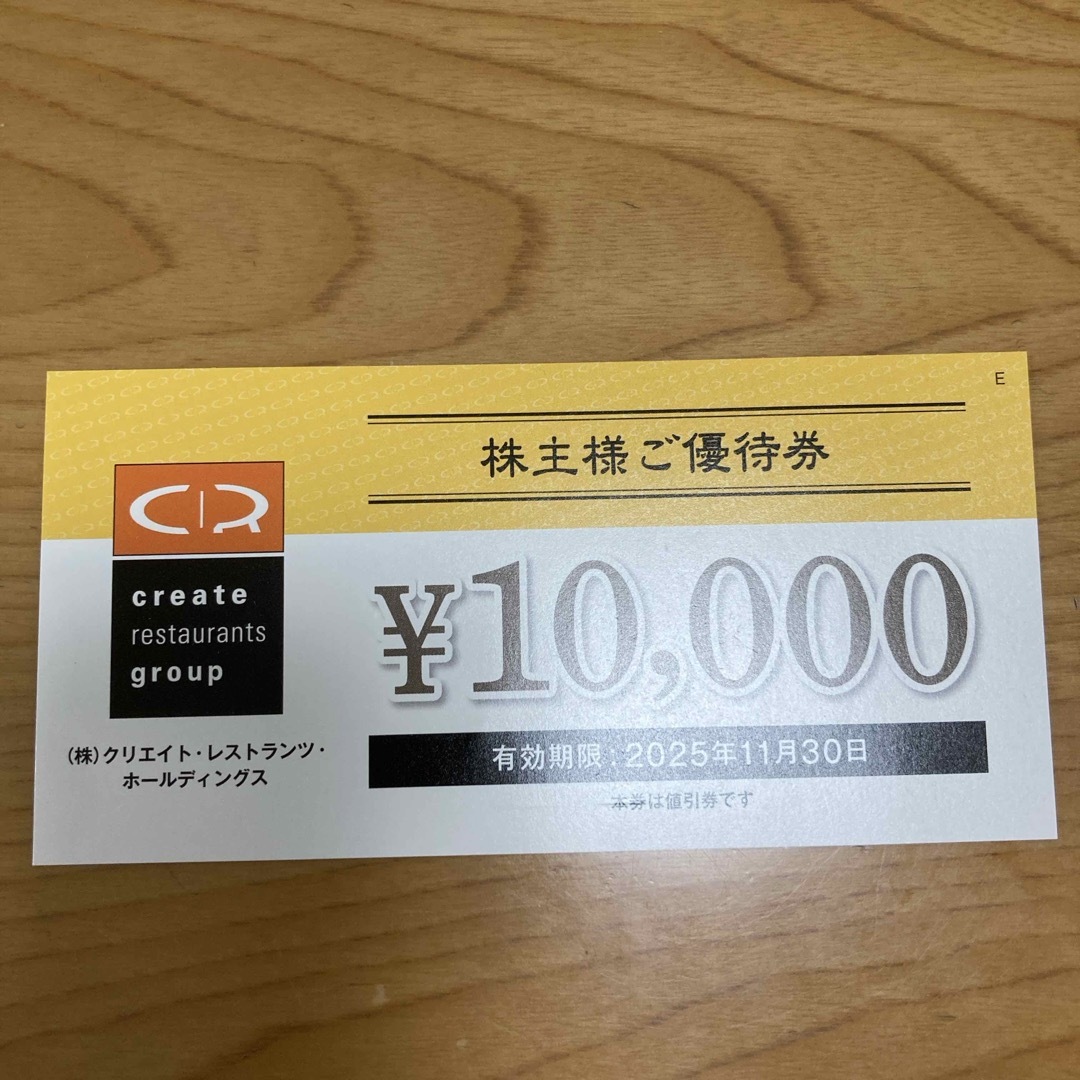 E
株主様ご優待券
CR
create
restaurants
group
¥10,000
(株)クリエイト・レストランツ・
ホールディングス
有効期限:2025年11月30日
本券は値引券です